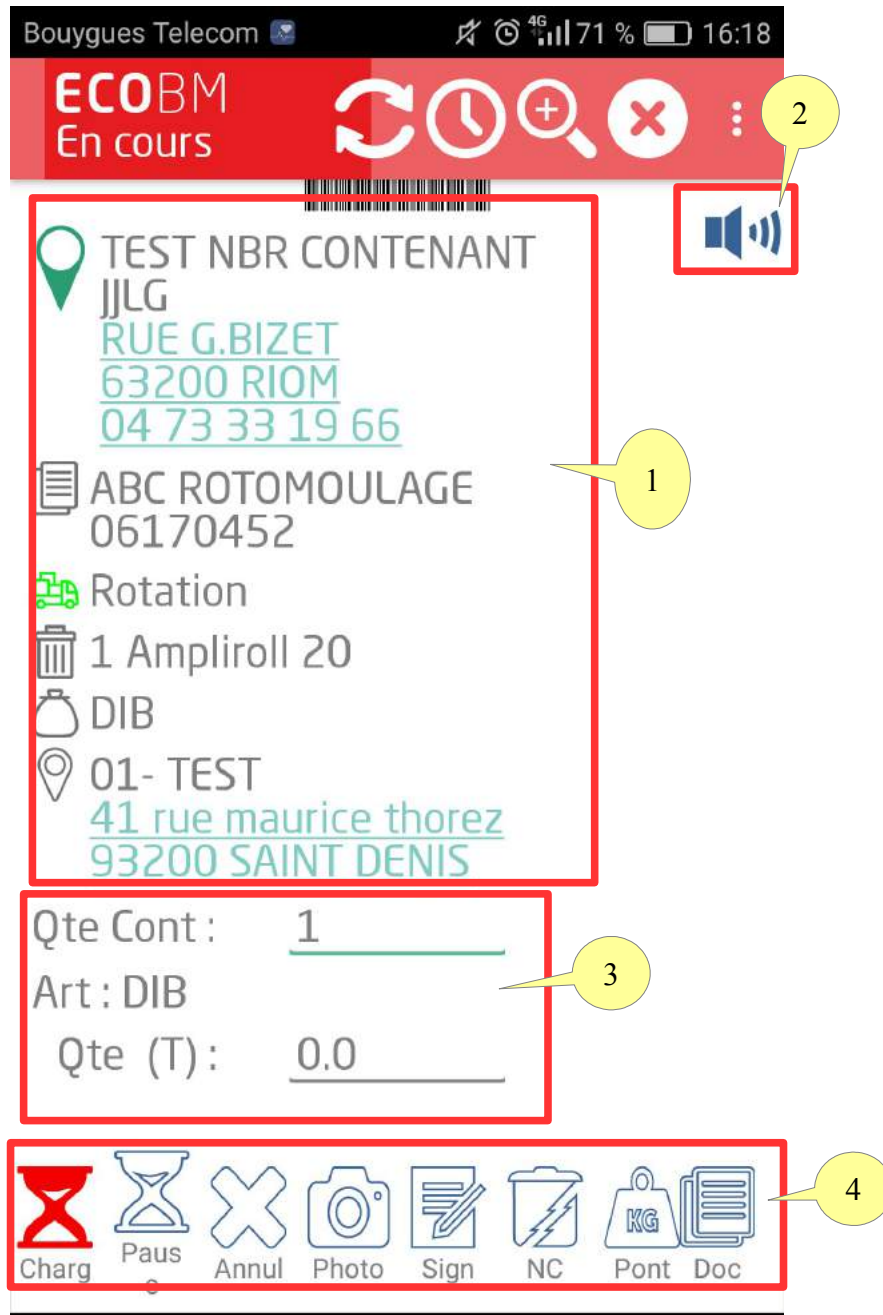 Bouygues Telecom 4G 71 % 16:18
ECOBM
En cours
2
TEST NBR CONTENANT
JJLG
RUE G.BIZET
63200 RIOM
04 73 33 19 66
1
ABC ROTOMOULAGE
06170452
Rotation
1 Ampliroll 20
DIB
01- TEST
41 rue maurice thorez
93200 SAINT DENIS
Qte Cont : 1
3
Art : DIB
Qte (T) : 0.0
4
KG
Charg Paus Annul Photo Sign NC Pont Doc